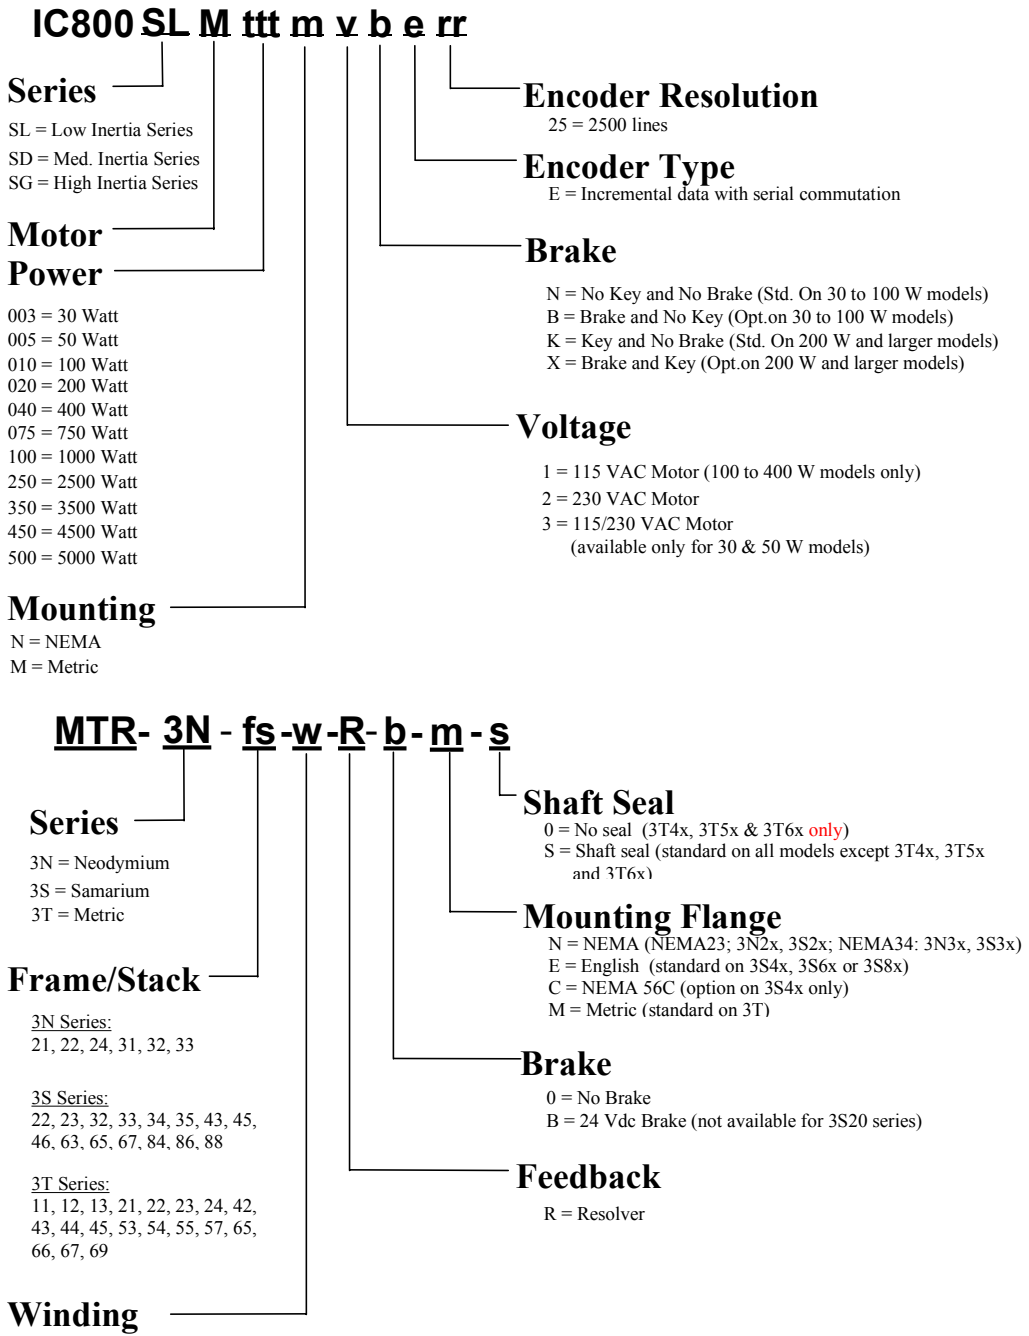 IC800 SL M ttt m v b e rr
Series
SL = Low Inertia Series
SD = Med. Inertia Series
SG = High Inertia Series
Motor
Power
003 = 30 Watt
005 = 50 Watt
010 = 100 Watt
020 = 200 Watt
040 = 400 Watt
075 = 750 Watt
100 = 1000 Watt
250 = 2500 Watt
350 = 3500 Watt
450 = 4500 Watt
500 = 5000 Watt
Mounting
N = NEMA
M = Metric
Encoder Resolution
25 = 2500 lines
Encoder Type
E = Incremental data with serial commutation
Brake
N = No Key and No Brake (Std. On 30 to 100 W models)
B = Brake and No Key (Opt.on 30 to 100 W models)
K = Key and No Brake (Std. On 200 W and larger models)
X = Brake and Key (Opt.on 200 W and larger models)
Voltage
1 = 115 VAC Motor (100 to 400 W models only)
2 = 230 VAC Motor
3 = 115/230 VAC Motor
(available only for 30 & 50 W models)
MTR- 3N - fs -w -R- b - m - s
Series
3N = Neodymium
3S = Samarium
3T = Metric
Frame/Stack
3N Series:
21, 22, 24, 31, 32, 33
3S Series:
22, 23, 32, 33, 34, 35, 43, 45,
46, 63, 65, 67, 84, 86, 88
3T Series:
11, 12, 13, 21, 22, 23, 24, 42,
43, 44, 45, 53, 54, 55, 57, 65,
66, 67, 69
Winding
Shaft Seal
0 = No seal (3T4x, 3T5x & 3T6x only)
S = Shaft seal (standard on all models except 3T4x, 3T5x
and 3T6x)
Mounting Flange
N = NEMA (NEMA23; 3N2x, 3S2x; NEMA34: 3N3x, 3S3x)
E = English (standard on 3S4x, 3S6x or 3S8x)
C = NEMA 56C (option on 3S4x only)
M = Metric (standard on 3T)
Brake
0 = No Brake
B = 24 Vdc Brake (not available for 3S20 series)
Feedback
R = Resolver